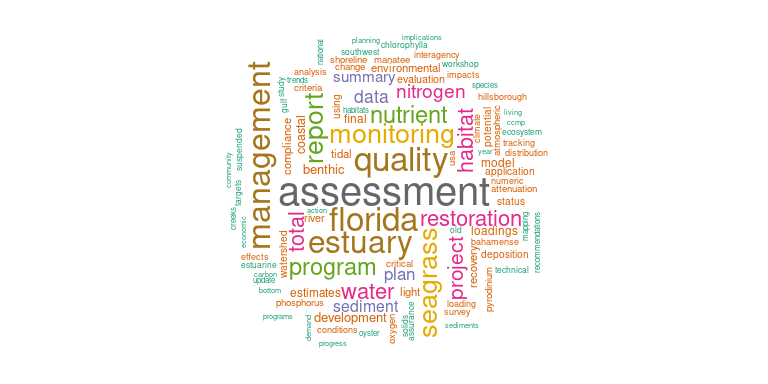 implications
planning
chlorophylla
national
southwest
interagency
shoreline
manatee
workshop
change
environmental
analysis
trends
summary
evaluation
impacts
species
study
criteria
management
data
nitrogen
hillsborough
gulf
using
habitats
report
final
nutrient
habitat
potential
atmospheric
living
ccmp
climate
ecosystem
coastal
monitoring
compliance
tracking
suspended
tidal
quality
usa
year
distribution
community
benthic
model
application
targets
assessment
numeric
attenuation
status
creeks
action
river
florida
restoration
mapping
recommendations
economic
total
old
loadings
estuary
seagrass
bahamense
project
recovery
effects
watershed
program
critical
deposition
estuarine
plan
technical
carbon
update
bottom
estimates
water
light
pyrodinium
phosphorus
sediment
loading
survey
programs
development
solids
assurance
demand
conditions
oyster
oxygen
sediments
progress